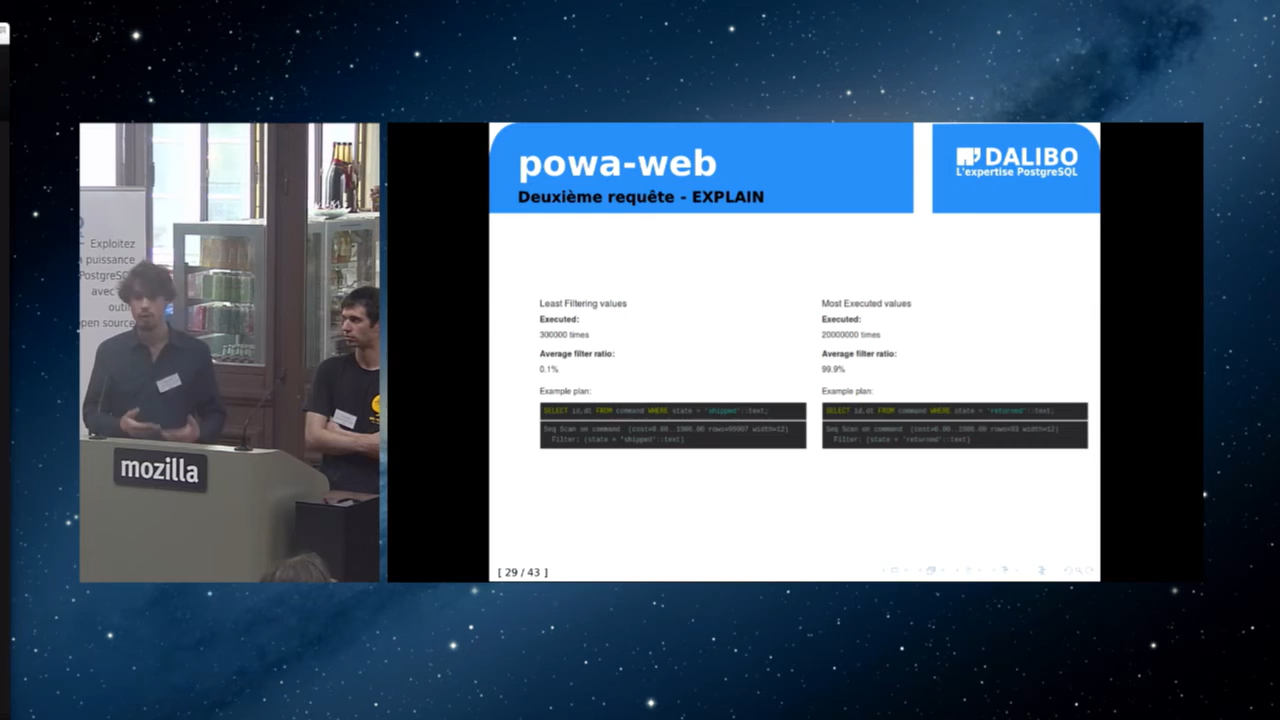 Exploitez
puissance
PostgreSQ
avec
outi
pen source
mozilla
powa-web
Deuxième requête - EXPLAIN
DALIBO
L'expertise PostgreSQL
Least Filtering values
Executed:
300000 times
Average filter ratio:
0.1%
Example plan:
SELECT id,dt FROM command WHERE state = 'shipped'::text;
Seq Scan on command (cost=0.00..1986.00 rows=99907 width=12)
Filter: (state = 'shipped'::text)
Most Executed values
Executed:
20000000 times
Average filter ratio:
99.9%
Example plan:
SELECT id,dt FROM command WHERE state = 'returned'::text;
Seq Scan on command (cost=0.00..1986.00 rows=93 width=12)
Filter: (state = 'returned'::text)
[ 29 / 43 ]